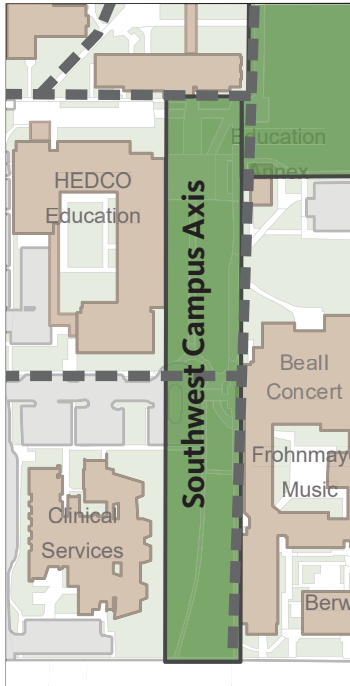 Education
Annex
HEDCO
Education
Southwest Campus Axis
Beall
Concert
Frohnmay
Music
Clinical
Services
Berw